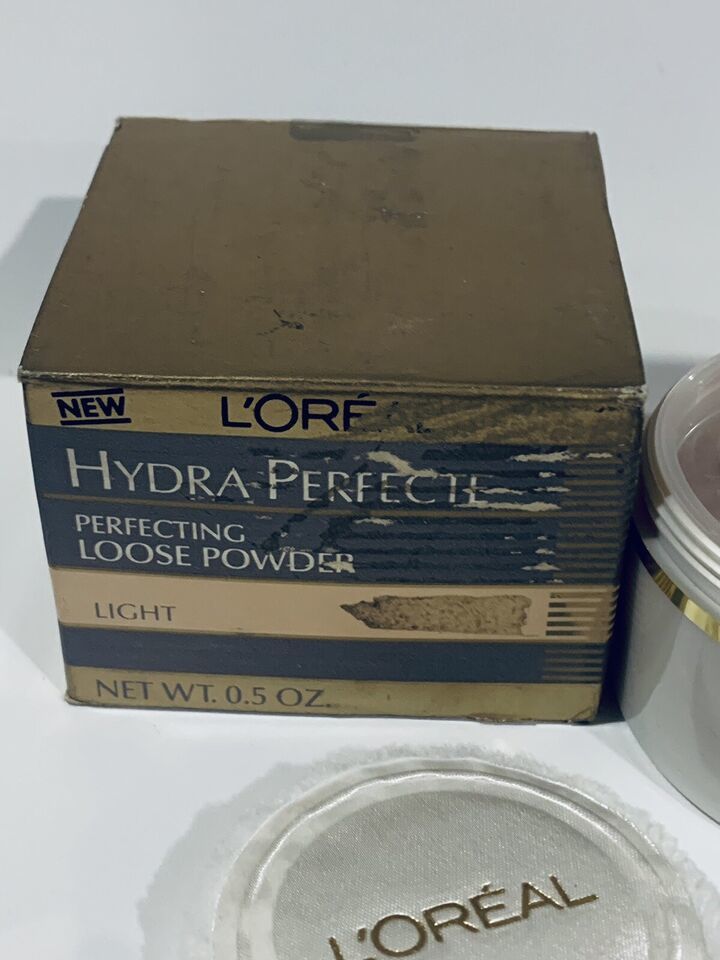 NEW
L'ORÉ
HYDRA PERFECTE
PERFECTING
LOOSE POWDER
LIGHT
NET WT. 0.5 OZ.
L'ORÉAL